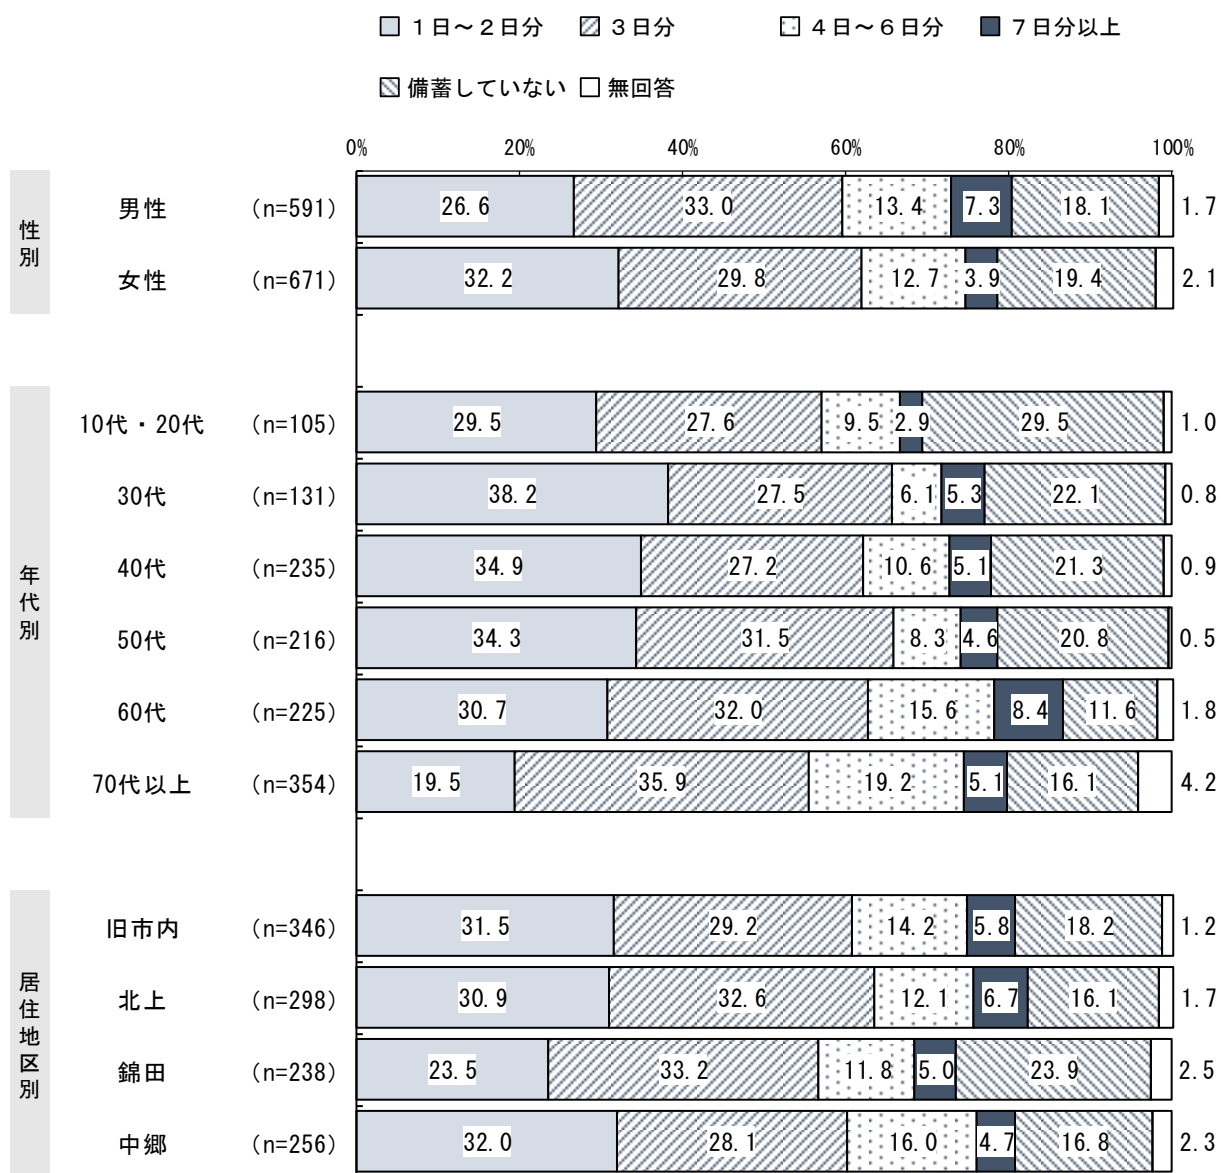 １日～２日分 ３日分 ４日～６日分 ７日分以上
備蓄していない 無回答
0% 20% 40% 60% 80% 100%
性別
男性 (n=591) 26.6 33.0 13.4 7.3 18.1 1.7
女性 (n=671) 32.2 29.8 12.7 3.9 19.4 2.1
年代別
10代・20代 (n=105) 29.5 27.6 9.5 2.9 29.5 1.0
30代 (n=131) 38.2 27.5 6.1 5.3 22.1 0.8
40代 (n=235) 34.9 27.2 10.6 5.1 21.3 0.9
50代 (n=216) 34.3 31.5 8.3 4.6 20.8 0.5
60代 (n=225) 30.7 32.0 15.6 8.4 11.6 1.8
70代以上 (n=354) 19.5 35.9 19.2 5.1 16.1 4.2
居住地区別
旧市内 (n=346) 31.5 29.2 14.2 5.8 18.2 1.2
北上 (n=298) 30.9 32.6 12.1 6.7 16.1 1.7
錦田 (n=238) 23.5 33.2 11.8 5.0 23.9 2.5
中郷 (n=256) 32.0 28.1 16.0 4.7 16.8 2.3